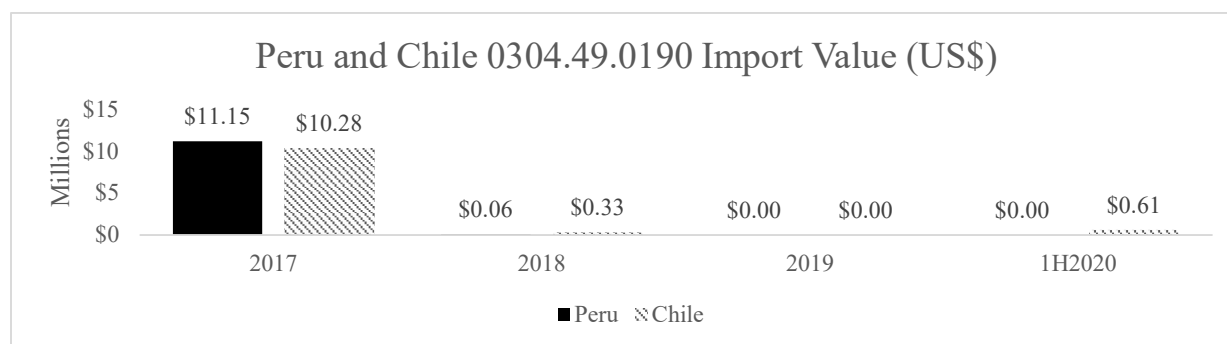 Peru and Chile 0304.49.0190 Import Value (US$)
Millions
$15
$10
$5
$0
$11.15 $10.28 $0.06 $0.33 $0.00 $0.00 $0.00 $0.61
2017 2018 2019 1H2020
Peru Chile